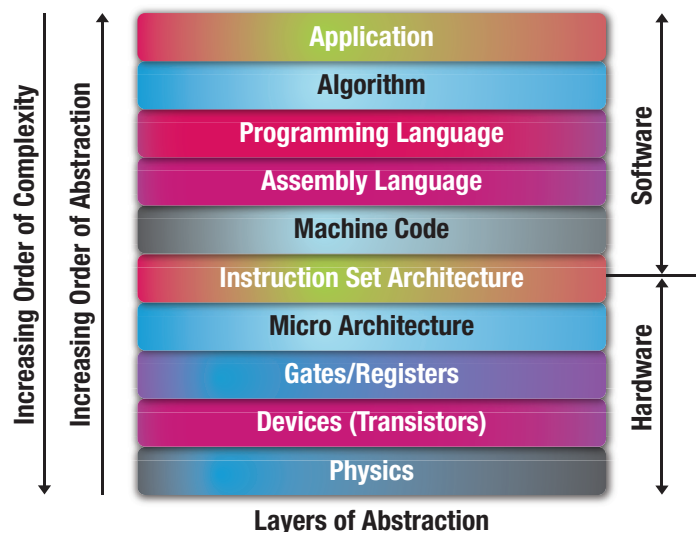 Increasing Order of Complexity
Increasing Order of Abstraction
Application
Algorithm
Programming Language
Assembly Language
Machine Code
Instruction Set Architecture
Micro Architecture
Gates/Registers
Devices (Transistors)
Physics
Software
Hardware
Layers of Abstraction